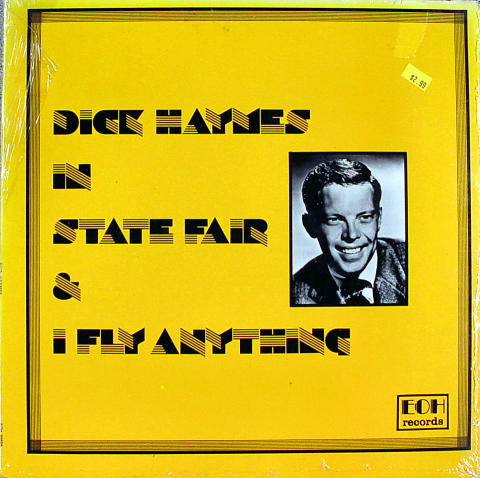 $2.99
DICK HAYMES
IN
STATE FAIR
&
I FLY ANYTHING
EOH
records